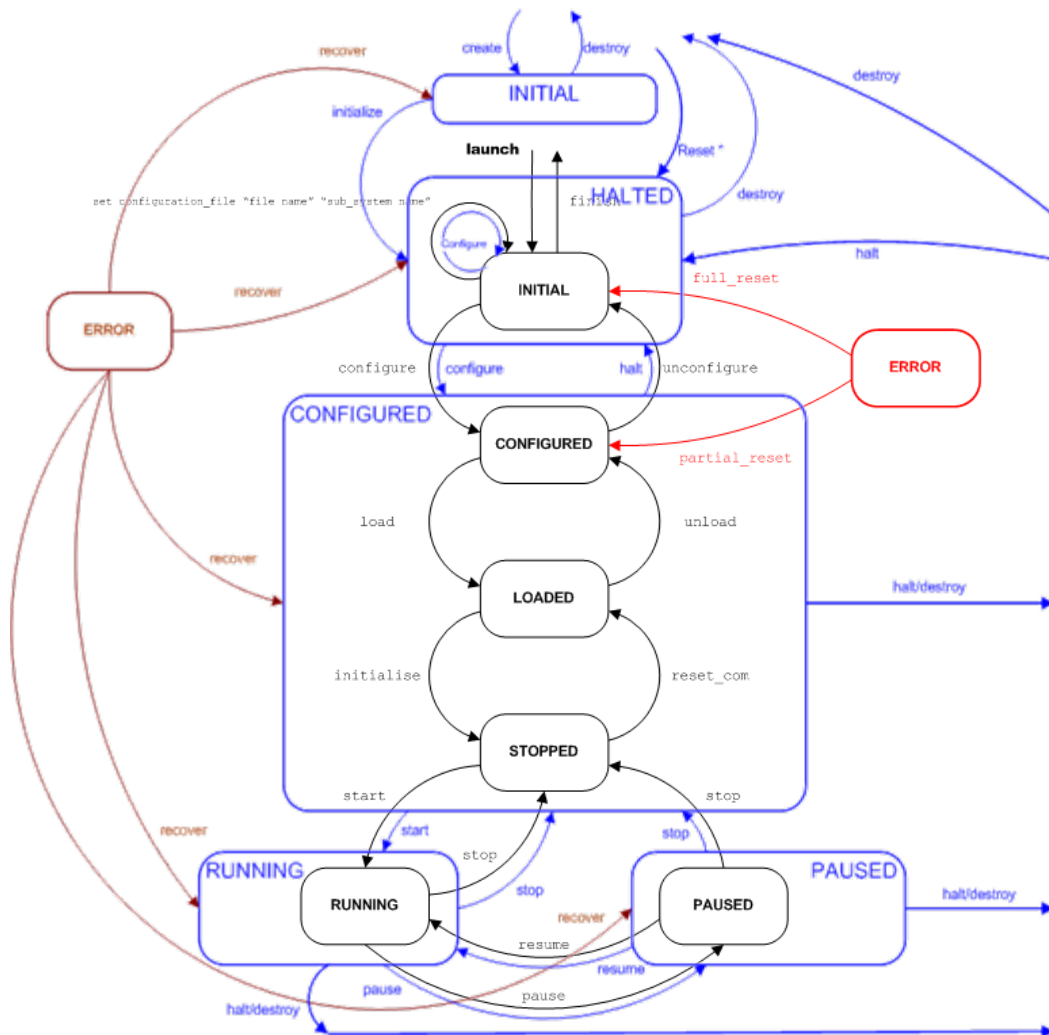 recover
create
destroy
INITIAL
destroy
initialize
launch
Reset *
HALTED
destroy
set configuration_file "file name" "sub_system name"
finish
Configure
halt
INITIAL
full_reset
recover
ERROR
ERROR
configure
configure
halt
unconfigure
CONFIGURED
CONFIGURED
partial_reset
load
unload
recover
LOADED
halt/destroy
initialise
reset_com
STOPPED
start
stop
start
stop
recover
stop
RUNNING
PAUSED
stop
RUNNING
PAUSED
halt/destroy
recover
resume
resume
pause
pause
halt/destroy